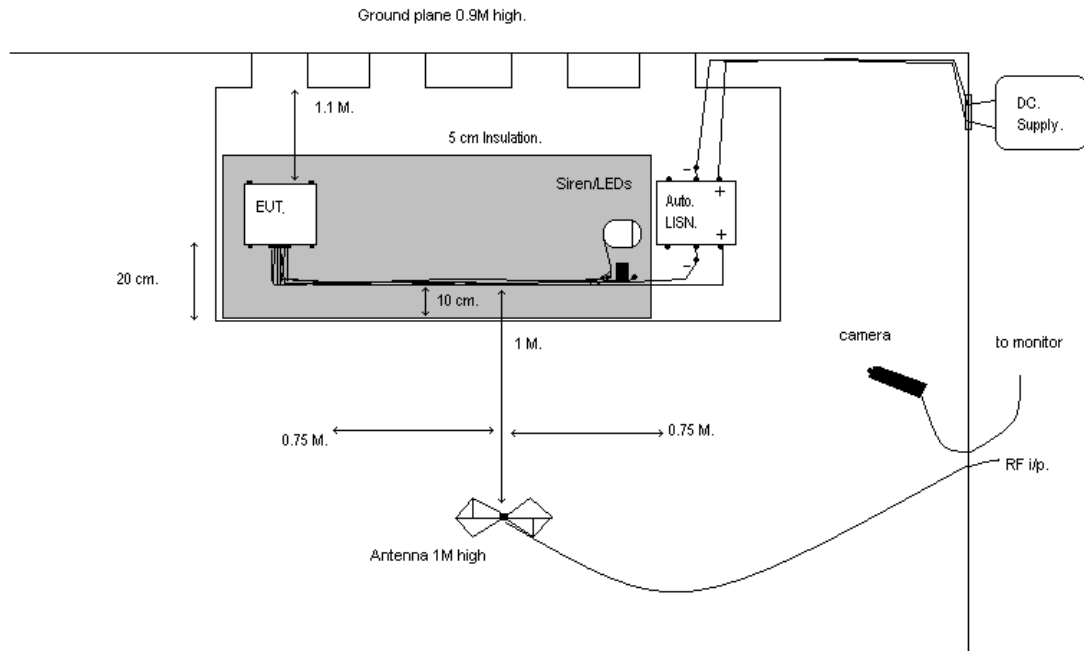 Ground plane 0.9M high.
1.1 M.
DC.
Supply.
5 cm Insulation.
Siren/LEDs
EUT.
Auto.
LISN.
−
+
+
−
20 cm.
10 cm.
1 M.
camera
to monitor
0.75 M.
0.75 M.
RF i/p.
Antenna 1M high